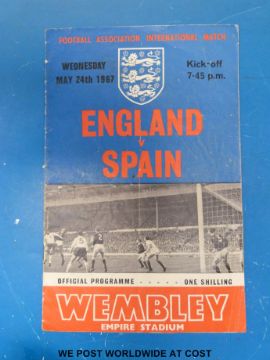 FOOTBALL ASSOCIATION INTERNATIONAL MATCH
WEDNESDAY
MAY 24th 1967
Kick-off
7-45 p.m.
ENGLAND
v
SPAIN
OFFICIAL PROGRAMME - - - - - ONE SHILLING
WEMBLEY
EMPIRE STADIUM
WE POST WORLDWIDE AT COST